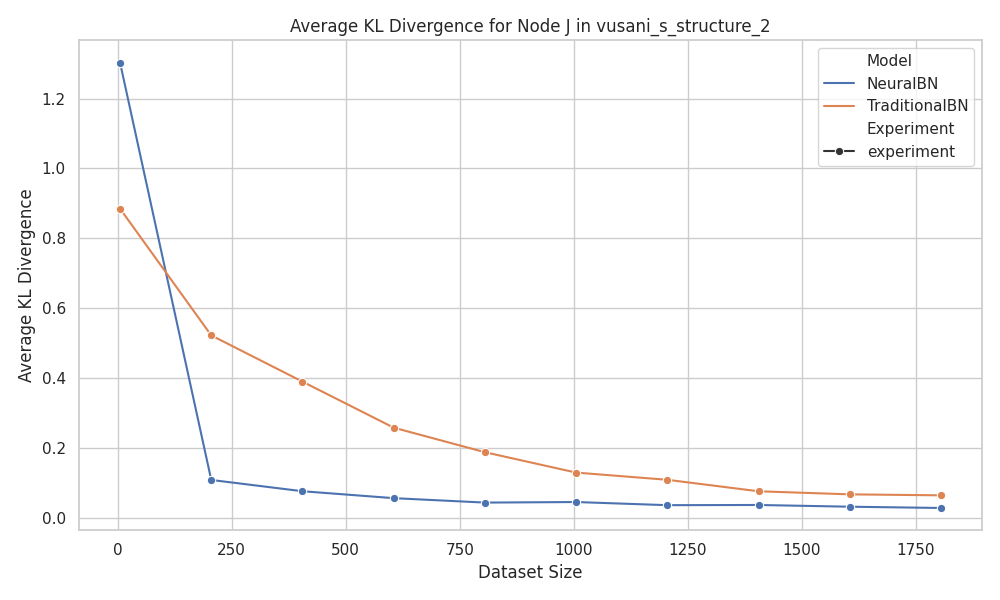 Average KL Divergence for Node J in vusani_s_structure_2
Average KL Divergence
1.2
1.0
0.8
0.6
0.4
0.2
0.0
Model
NeuralBN
TraditionalBN
Experiment
experiment
0 250 500 750 1000 1250 1500 1750
Dataset Size